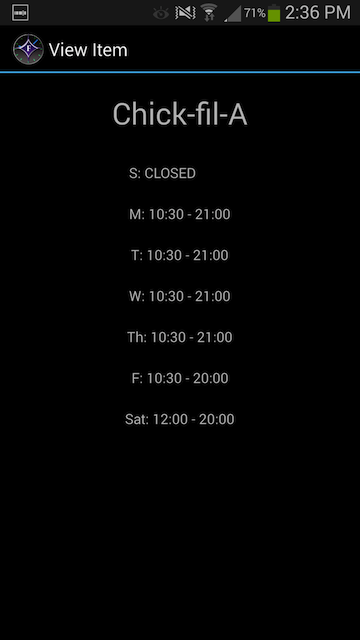 71% 2:36 PM
View Item
Chick-fil-A
S: CLOSED
M: 10:30 - 21:00
T: 10:30 - 21:00
W: 10:30 - 21:00
Th: 10:30 - 21:00
F: 10:30 - 20:00
Sat: 12:00 - 20:00